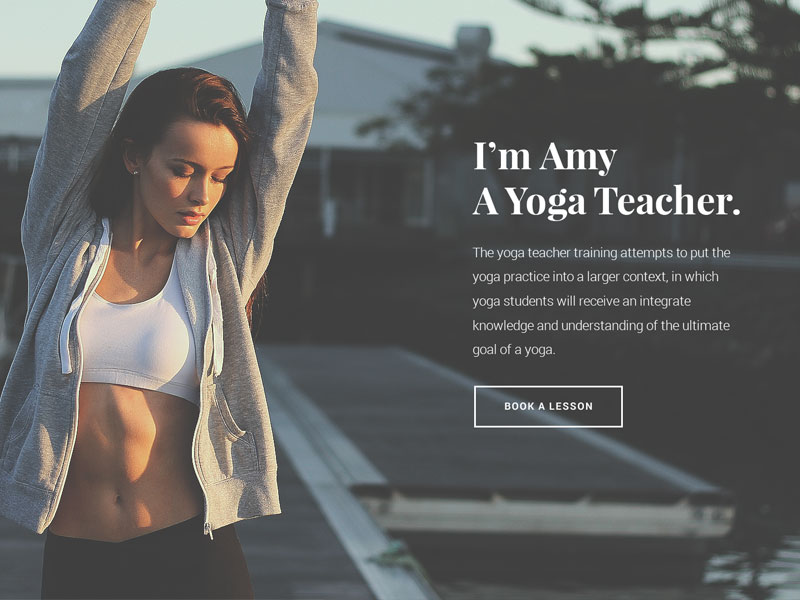 I’m Amy
A Yoga Teacher.
The yoga teacher training attempts to put the
yoga practice into a larger context, in which
yoga students will receive an integrate
knowledge and understanding of the ultimate
goal of a yoga.
BOOK A LESSON